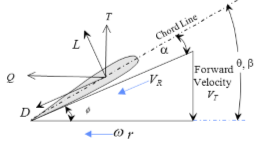 T
Chord Line
L
α
Q
V_R
Forward
Velocity
V_T
θ, β
D
ϕ
ω r